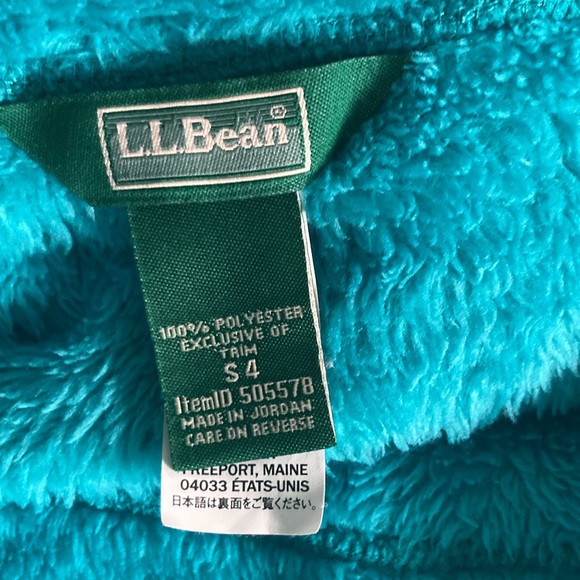 L.L.Bean®
100% POLYESTER
EXCLUSIVE OF
TRIM
S 4
ItemID 505578
MADE IN JORDAN
CARE ON REVERSE
FREEPORT, MAINE
04033 ÉTATS-UNIS
日本語は裏面をご覧ください。